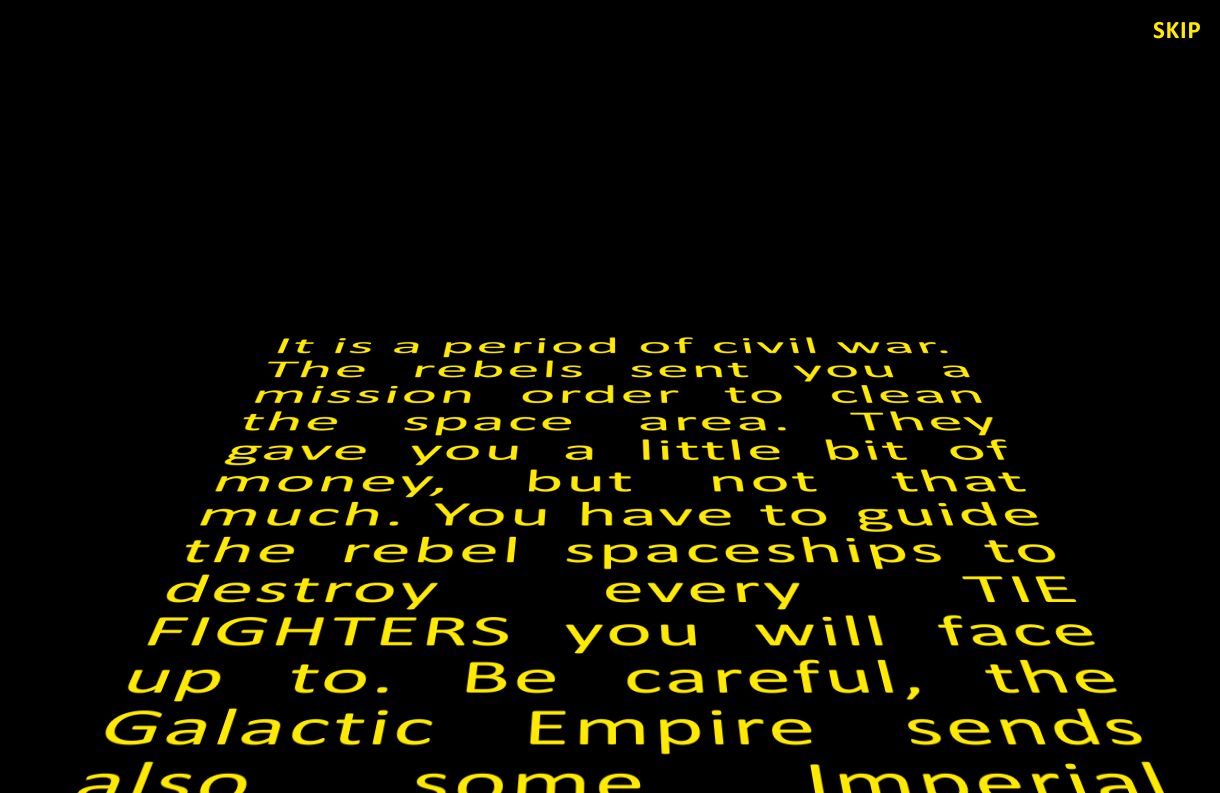 SKIP
It is a period of civil war.
The rebels sent you a
mission order to clean
the space area. They
gave you a little bit of
money, but not that
much. You have to guide
the rebel spaceships to
destroy every TIE
FIGHTERS you will face
up to. Be careful, the
Galactic Empire sends
also some Imperial